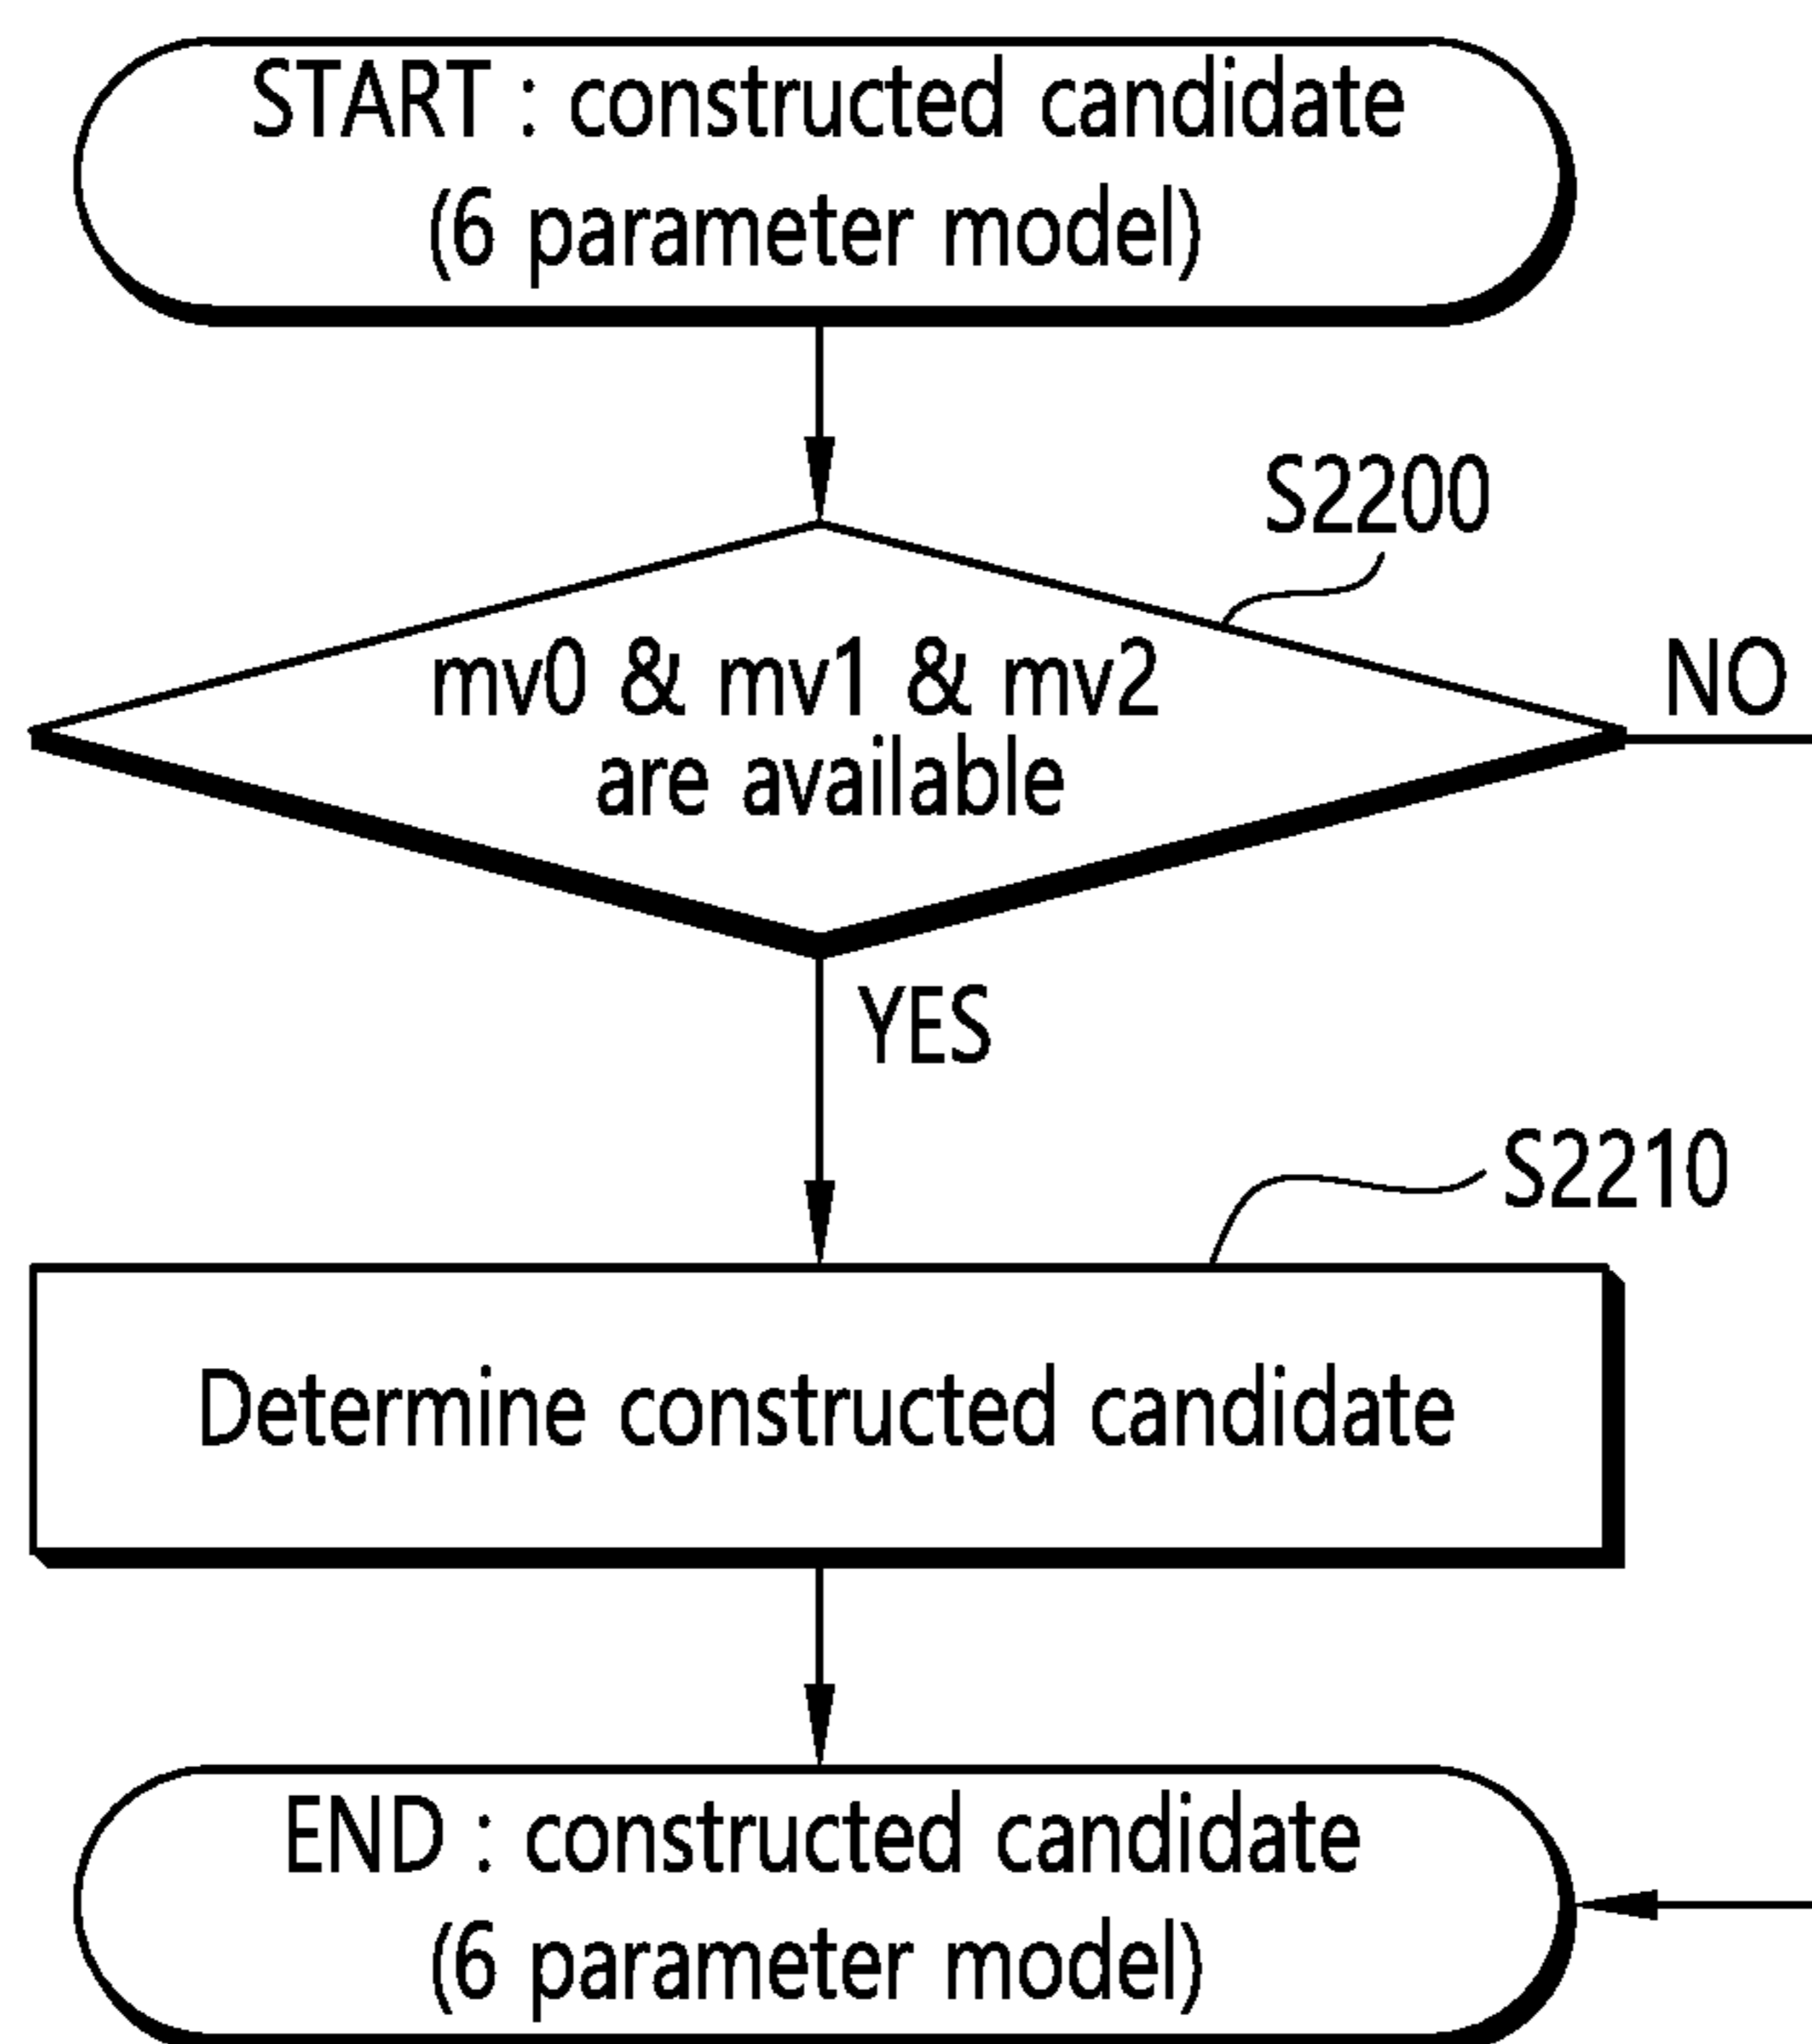 START : constructed candidate
(6 parameter model)
S2200
mv0 & mv1 & mv2
are available
NO
YES
S2210
Determine constructed candidate
END : constructed candidate
(6 parameter model)